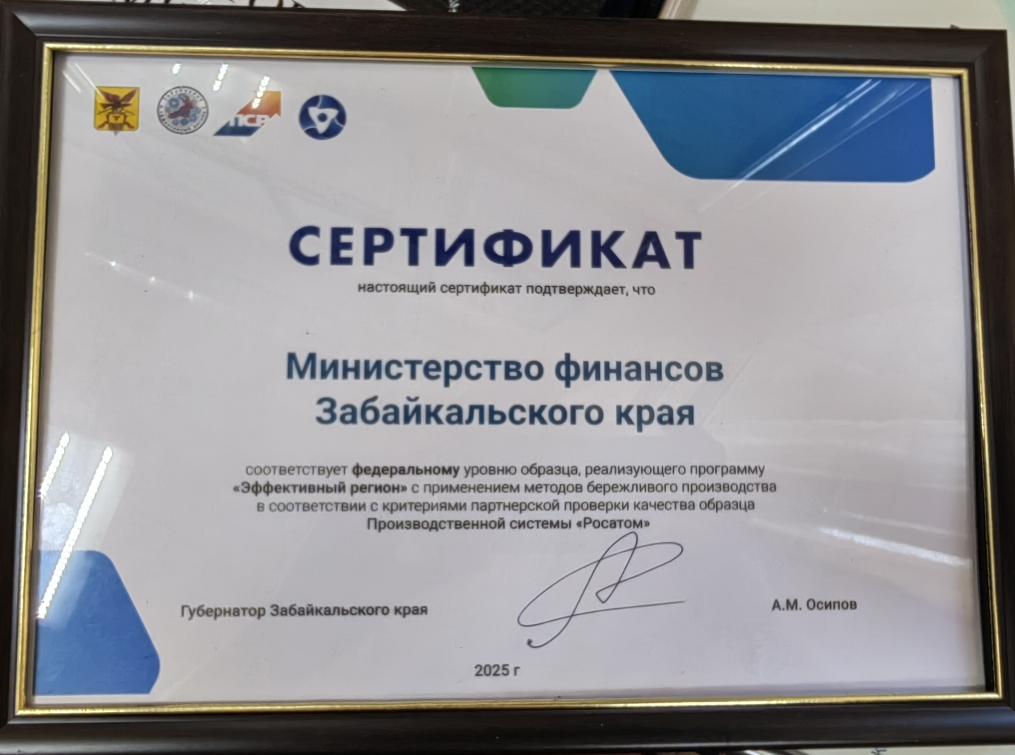 ПСР
СЕРТИФИКАТ
настоящий сертификат подтверждает, что
Министерство финансов
Забайкальского края
соответствует федеральному уровню образца, реализующего программу
«Эффективный регион» с применением методов бережливого производства
в соответствии с критериями партнерской проверки качества образца
Производственной системы «Росатом»
Губернатор Забайкальского края
А.М. Осипов
2025 г